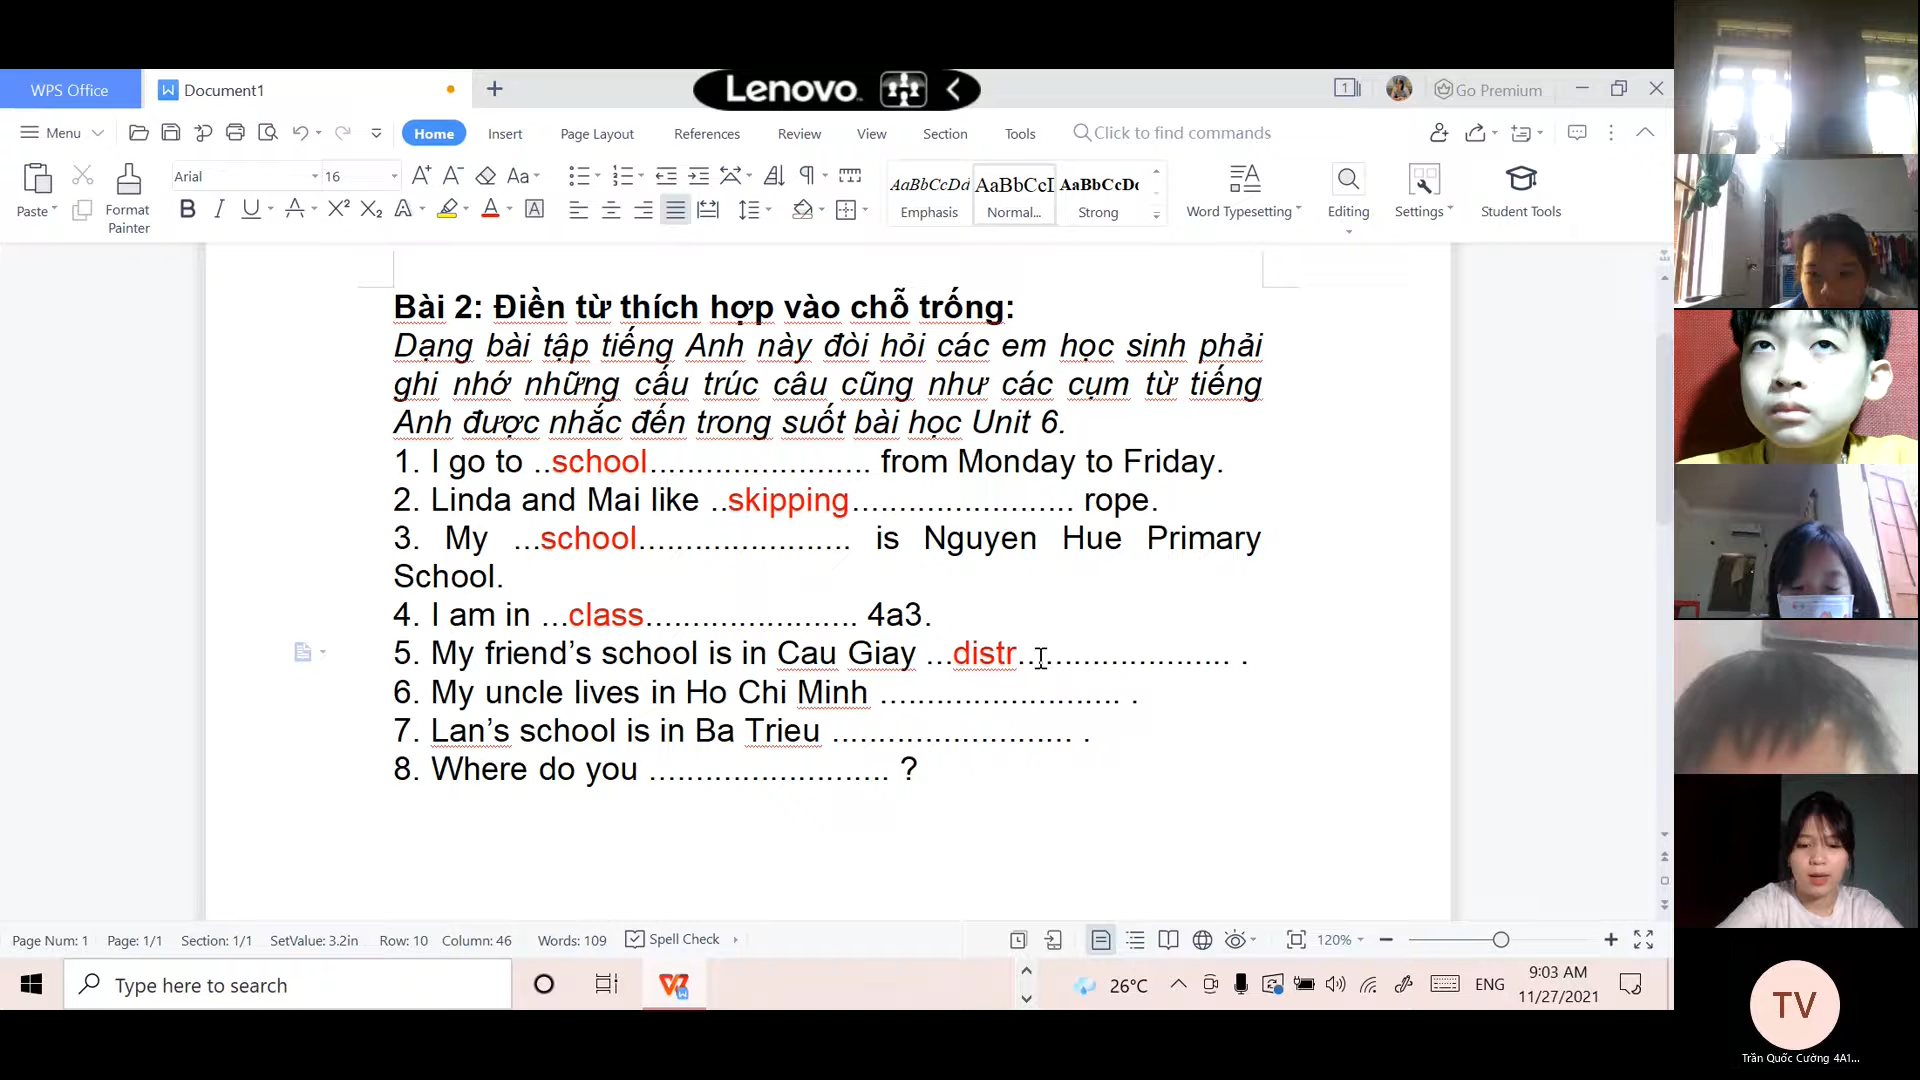 Lenovo
WPS Office
Document1
Go Premium
Menu
Home
Insert
Page Layout
References
Review
View
Section
Tools
Click to find commands
Paste
Format Painter
Arial
16
AaBbCcDd
Emphasis
AaBbCcI
Normal...
AaBbCcDc
Strong
Word Typesetting
Editing
Settings
Student Tools
Bài 2: Điền từ thích hợp vào chỗ trống:
Dạng bài tập tiếng Anh này đòi hỏi các em học sinh phải
ghi nhớ những cấu trúc câu cũng như các cụm từ tiếng
Anh được nhắc đến trong suốt bài học Unit 6.
1. I go to ..school........................ from Monday to Friday.
2. Linda and Mai like ..skipping........................ rope.
3. My ...school....................... is Nguyen Hue Primary
School.
4. I am in ...class....................... 4a3.
5. My friend’s school is in Cau Giay ...distr....................... .
6. My uncle lives in Ho Chi Minh .......................... .
7. Lan’s school is in Ba Trieu .......................... .
8. Where do you .......................... ?
Page Num: 1
Page: 1/1
Section: 1/1
SetValue: 3.2in
Row: 10
Column: 46
Words: 109
Spell Check
120%
Type here to search
26°C
ENG
9:03 AM
11/27/2021
TV
Trần Quốc Cường 4A1...